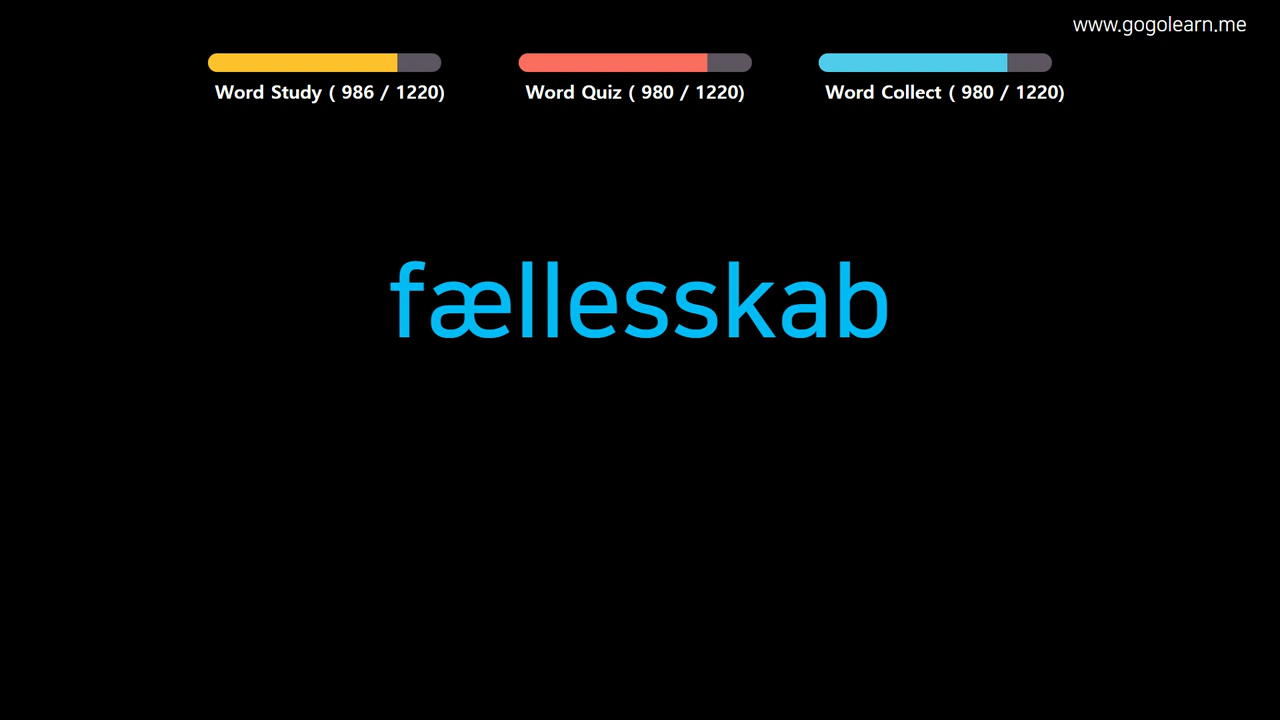 www.gogolearn.me
Word Study ( 986 / 1220)
Word Quiz ( 980 / 1220)
Word Collect ( 980 / 1220)
fællesskab